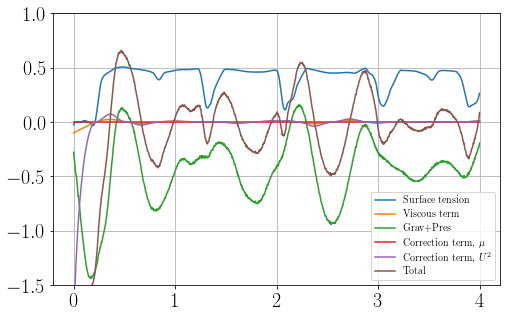 1.0
0.5
0.0
−0.5
−1.0
−1.5
0
1
2
3
4
Surface tension
Viscous term
Grav+Pres
Correction term, μ
Correction term, U²
Total